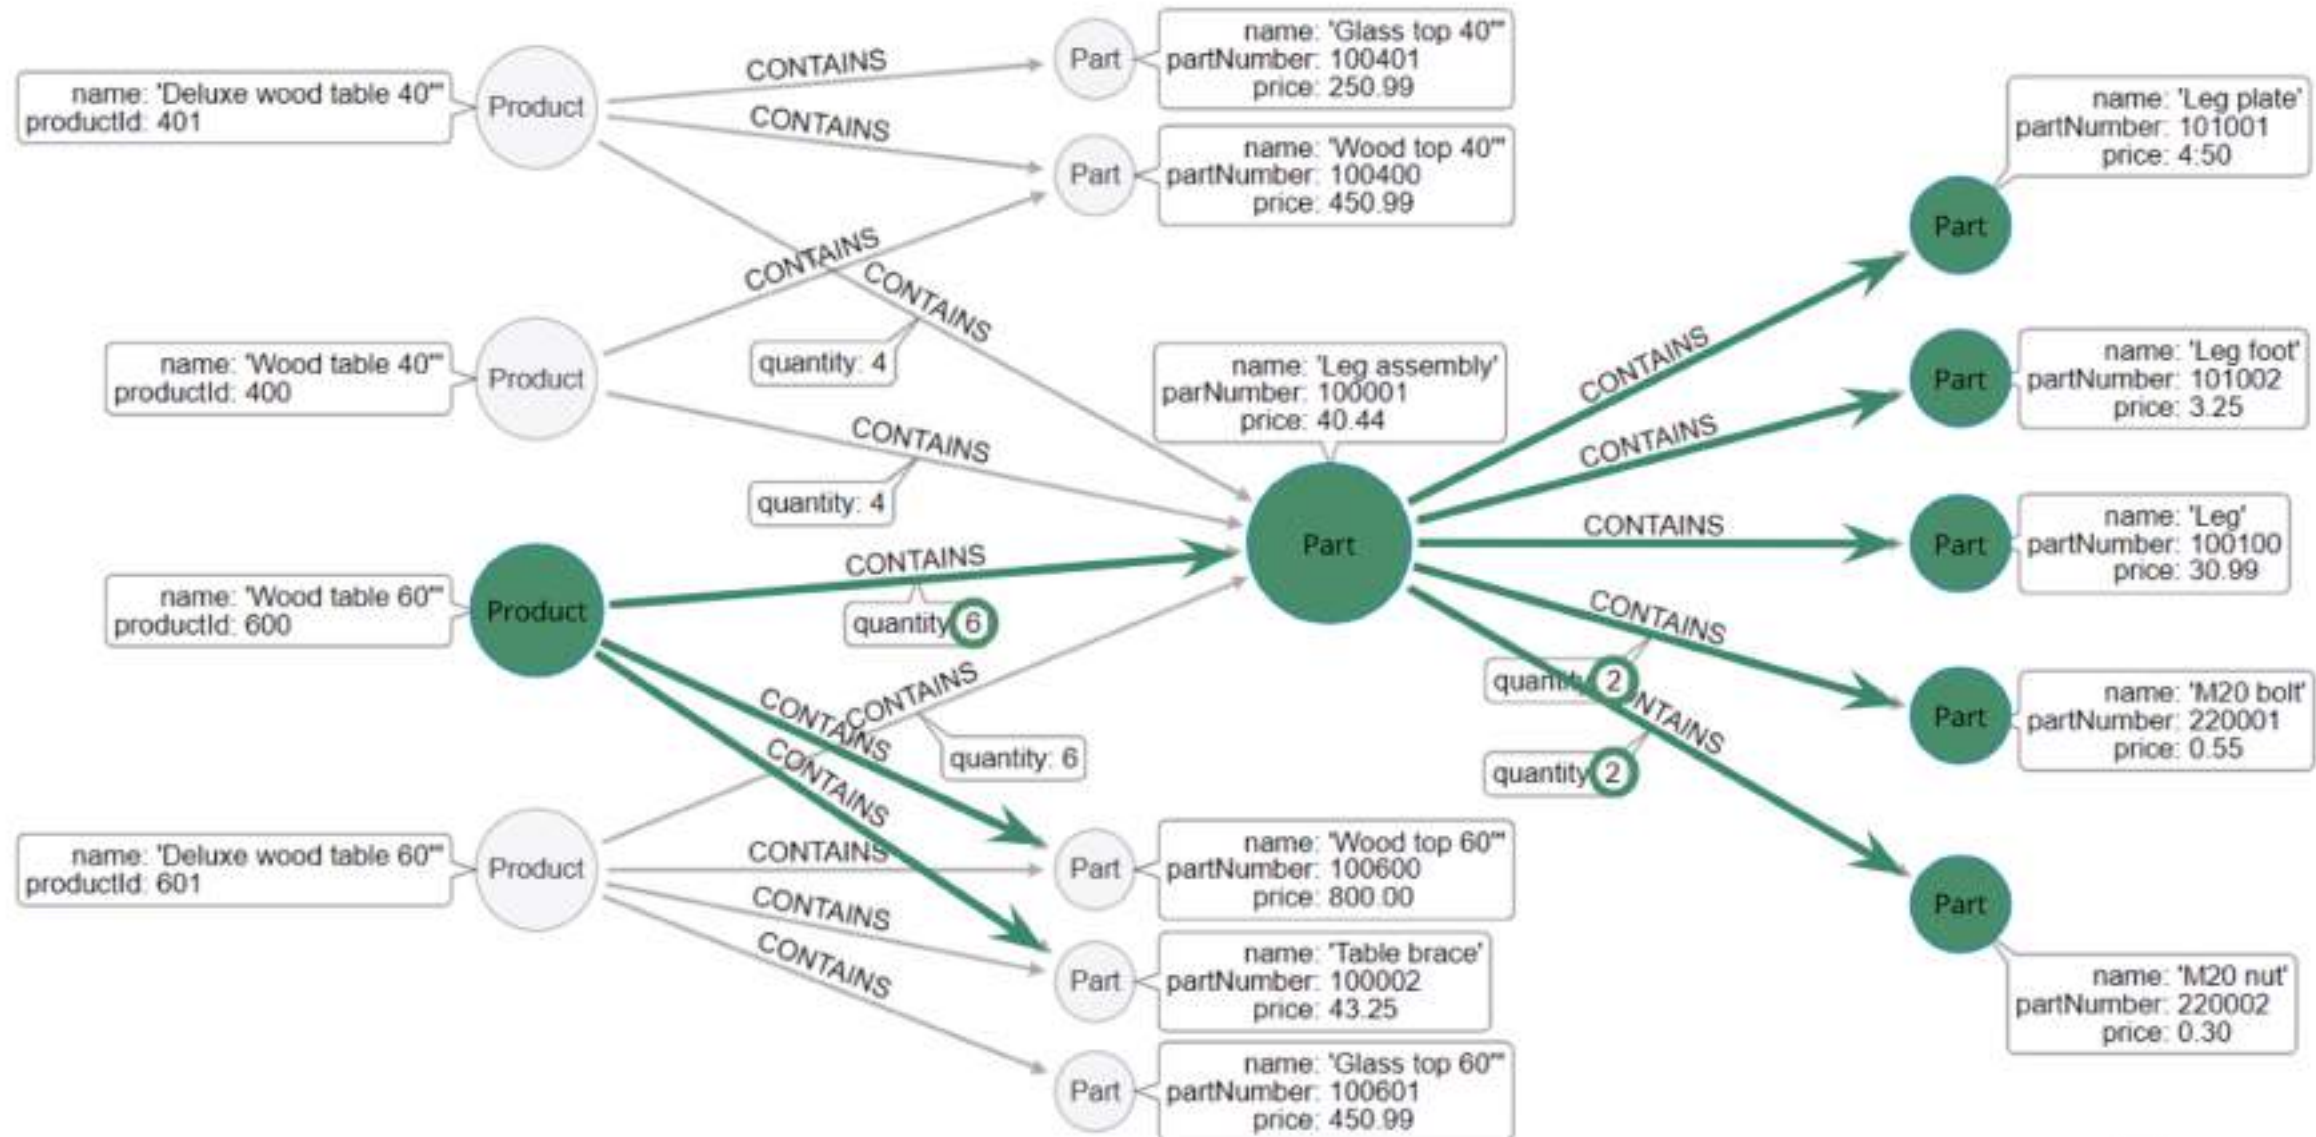 name: 'Deluxe wood table 40"'
productId: 401
Product
CONTAINS
CONTAINS
CONTAINS
quantity: 4
Part
name: 'Glass top 40"'
partNumber: 100401
price: 250.99
Part
name: 'Wood top 40"'
partNumber: 100400
price: 450.99
name: 'Wood table 40"'
productId: 400
Product
CONTAINS
CONTAINS
quantity: 4
name: 'Leg assembly'
parNumber: 100001
price: 40.44
Part
name: 'Wood table 60"'
productId: 600
Product
CONTAINS
quantity 6
CONTAINS
CONTAINS
name: 'Deluxe wood table 60"'
productId: 601
Product
CONTAINS
quantity: 6
CONTAINS
CONTAINS
CONTAINS
Part
name: 'Wood top 60"'
partNumber: 100600
price: 800.00
Part
name: 'Table brace'
partNumber: 100002
price: 43.25
Part
name: 'Glass top 60"'
partNumber: 100601
price: 450.99
CONTAINS
CONTAINS
CONTAINS
CONTAINS
quantity 2
CONTAINS
quantity 2
name: 'Leg plate'
partNumber: 101001
price: 4:50
Part
Part
name: 'Leg foot'
partNumber: 101002
price: 3.25
Part
name: 'Leg'
partNumber: 100100
price: 30.99
Part
name: 'M20 bolt'
partNumber: 220001
price: 0.55
Part
name: 'M20 nut'
partNumber: 220002
price: 0.30